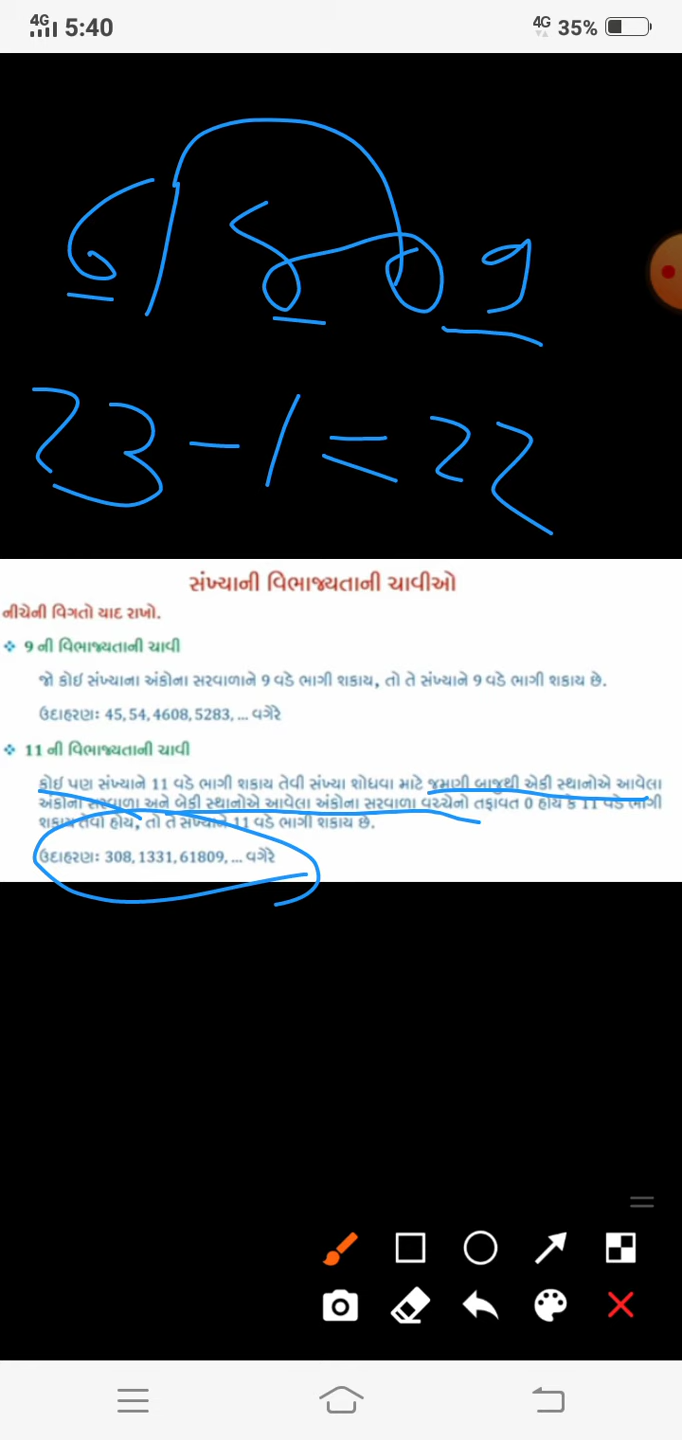 4G 5:40 4G 35%
61809
23-1=22
સંખ્યાની વિભાજ્યતાની ચાવીઓ
નીચેની વિગતો યાદ રાખો.
❖ 9 ની વિભાજ્યતાની ચાવી
જો કોઈ સંખ્યાના અંકોના સરવાળાને 9 વડે ભાગી શકાય, તો તે સંખ્યાને 9 વડે ભાગી શકાય છે.
ઉદાહરણઃ 45, 54, 4608, 5283, ... વગેરે
❖ 11 ની વિભાજ્યતાની ચાવી
કોઈ પણ સંખ્યાને 11 વડે ભાગી શકાય તેવી સંખ્યા શોધવા માટે જમણી બાજુથી એકી સ્થાનોએ આવેલા
અંકોના સરવાળા અને બેકી સ્થાનોએ આવેલા અંકોના સરવાળા વચ્ચેનો તફાવત 0 હોય કે 11 વડે ભાગી
શકાય તેવો હોય, તો તે સંખ્યાને 11 વડે ભાગી શકાય છે.
ઉદાહરણઃ 308, 1331, 61809, ... વગેરે